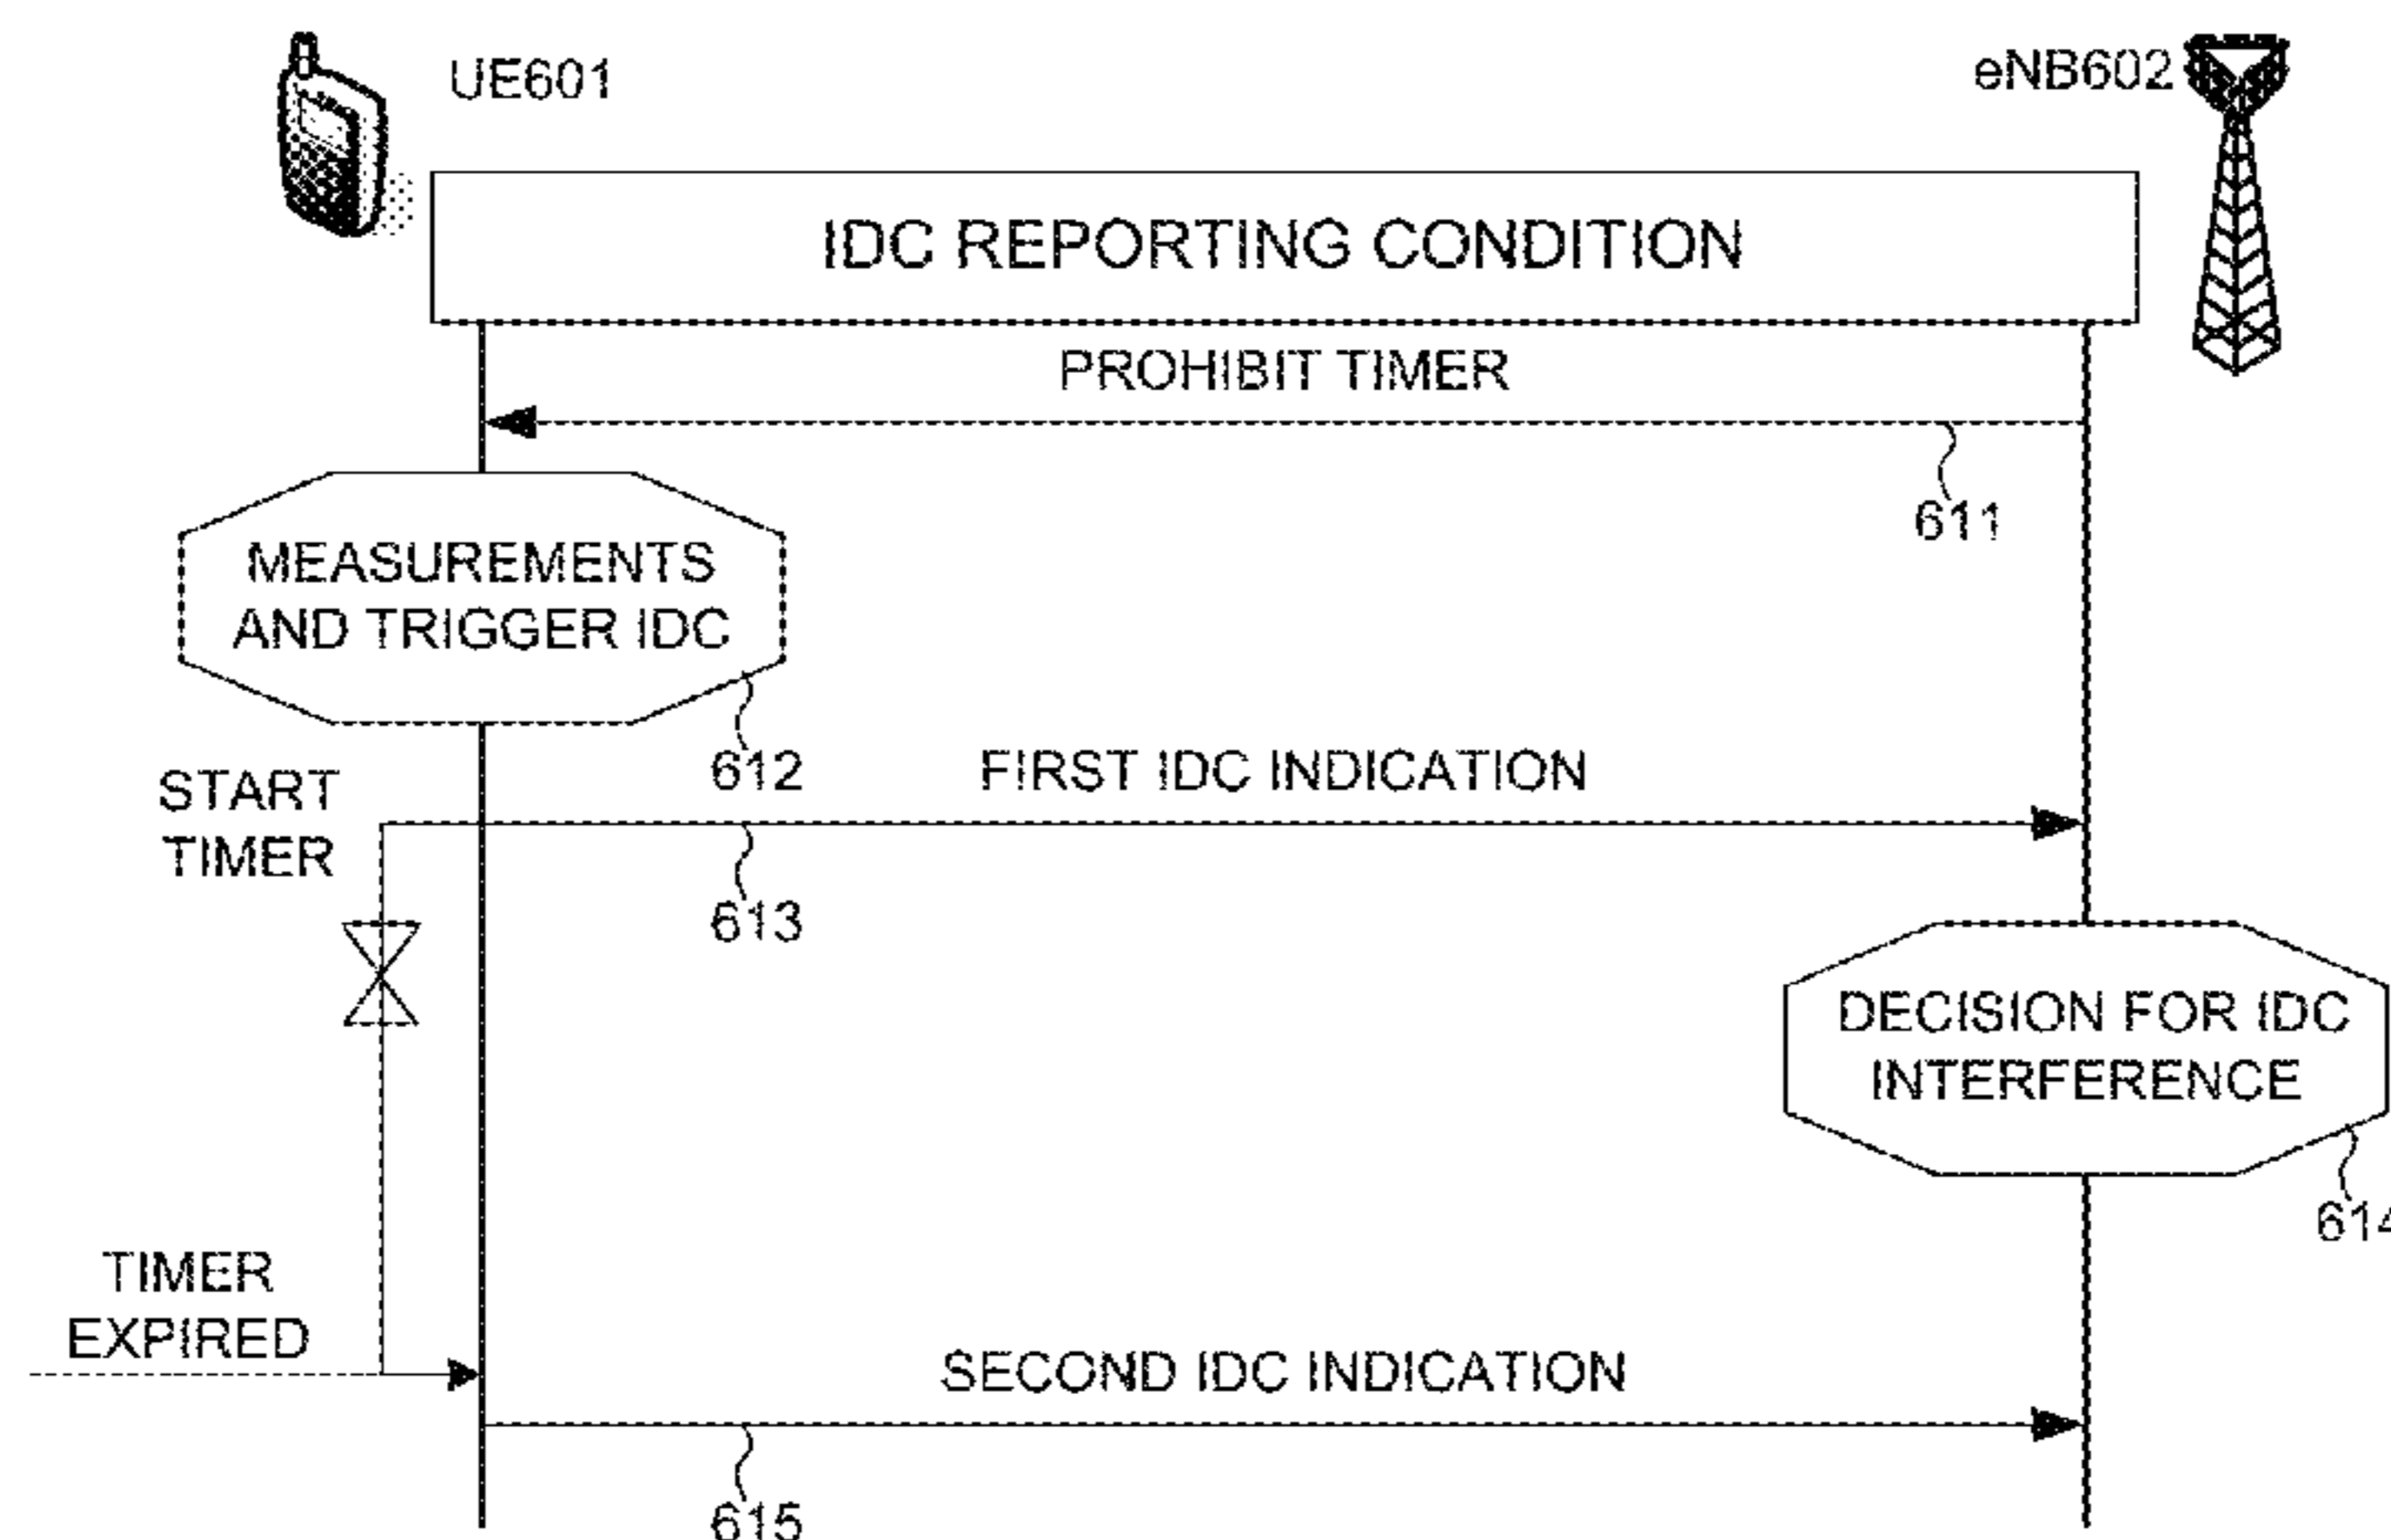 UE601
eNB602
IDC REPORTING CONDITION
PROHIBIT TIMER
611
MEASUREMENTS
AND TRIGGER IDC
612
START
TIMER
FIRST IDC INDICATION
613
DECISION FOR IDC
INTERFERENCE
614
TIMER
EXPIRED
SECOND IDC INDICATION
615